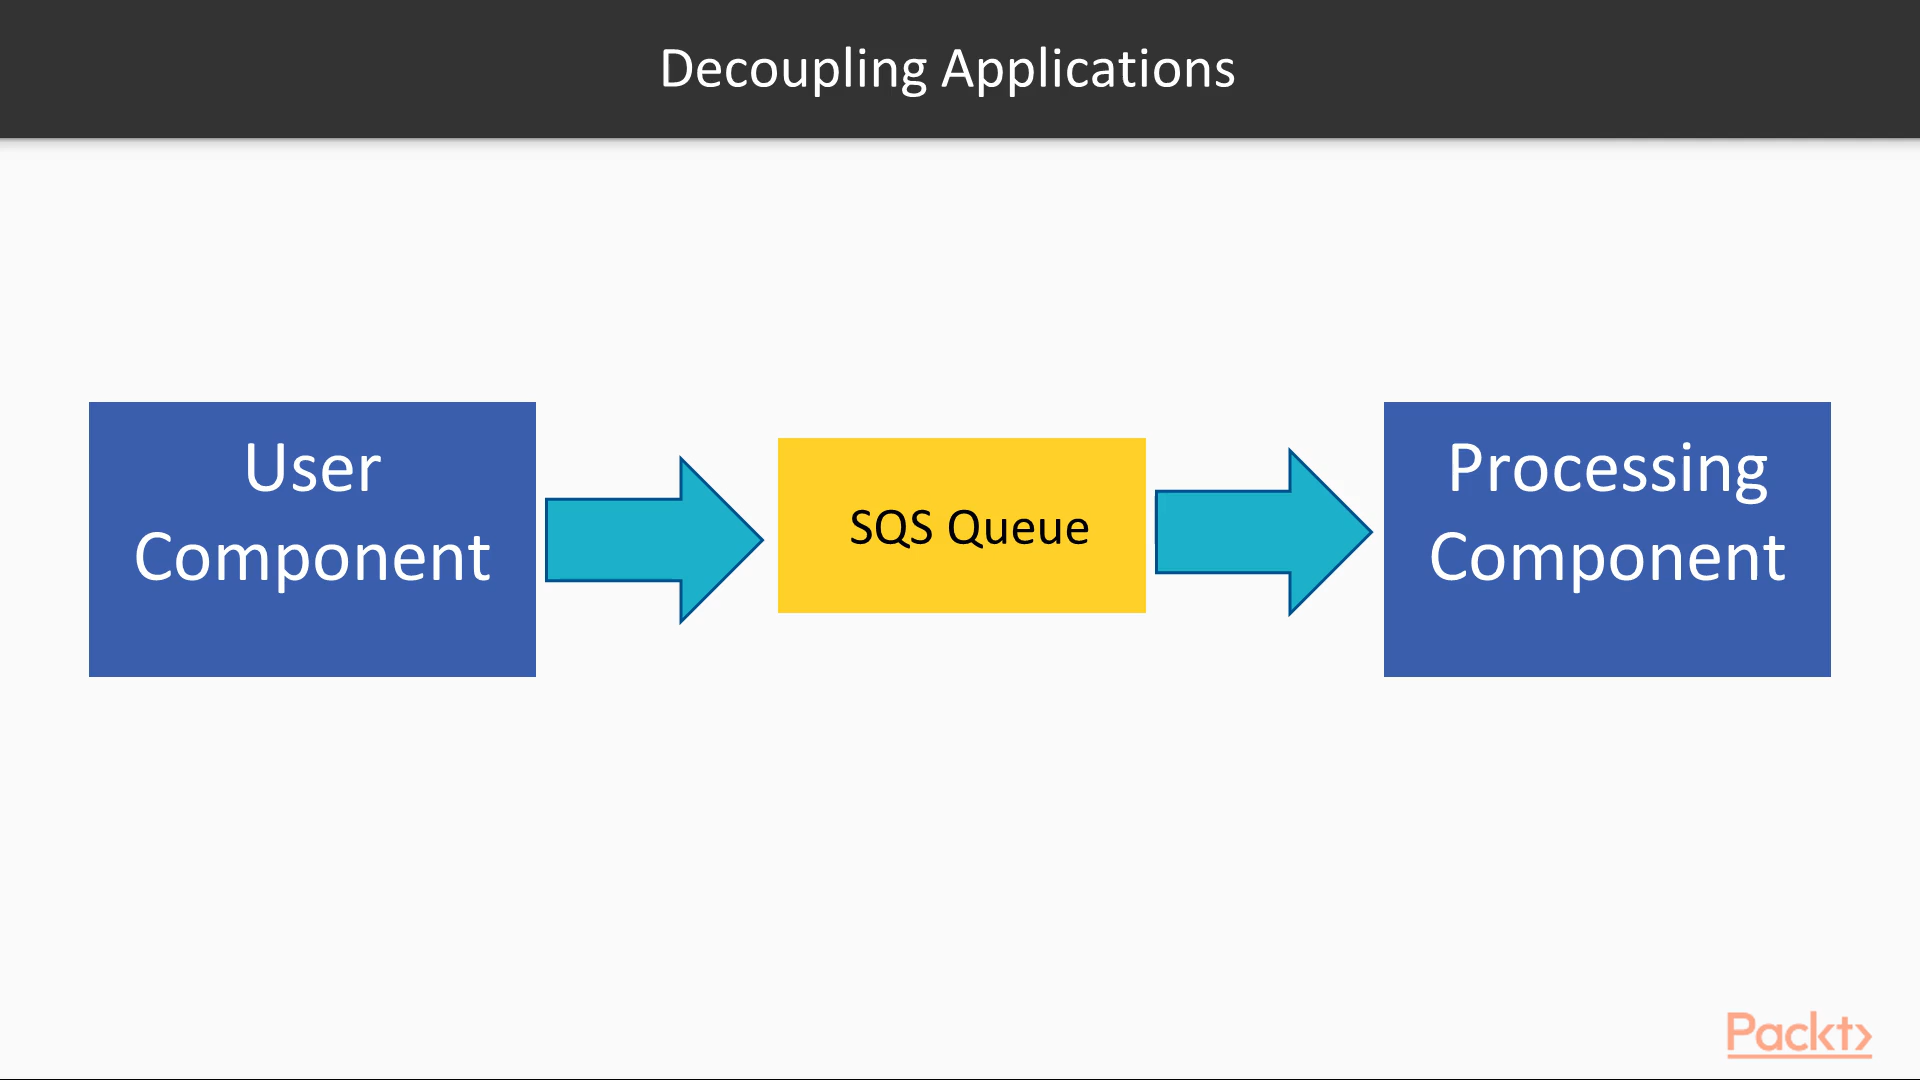 Decoupling Applications
User
Component
SQS Queue
Processing
Component
Packt>